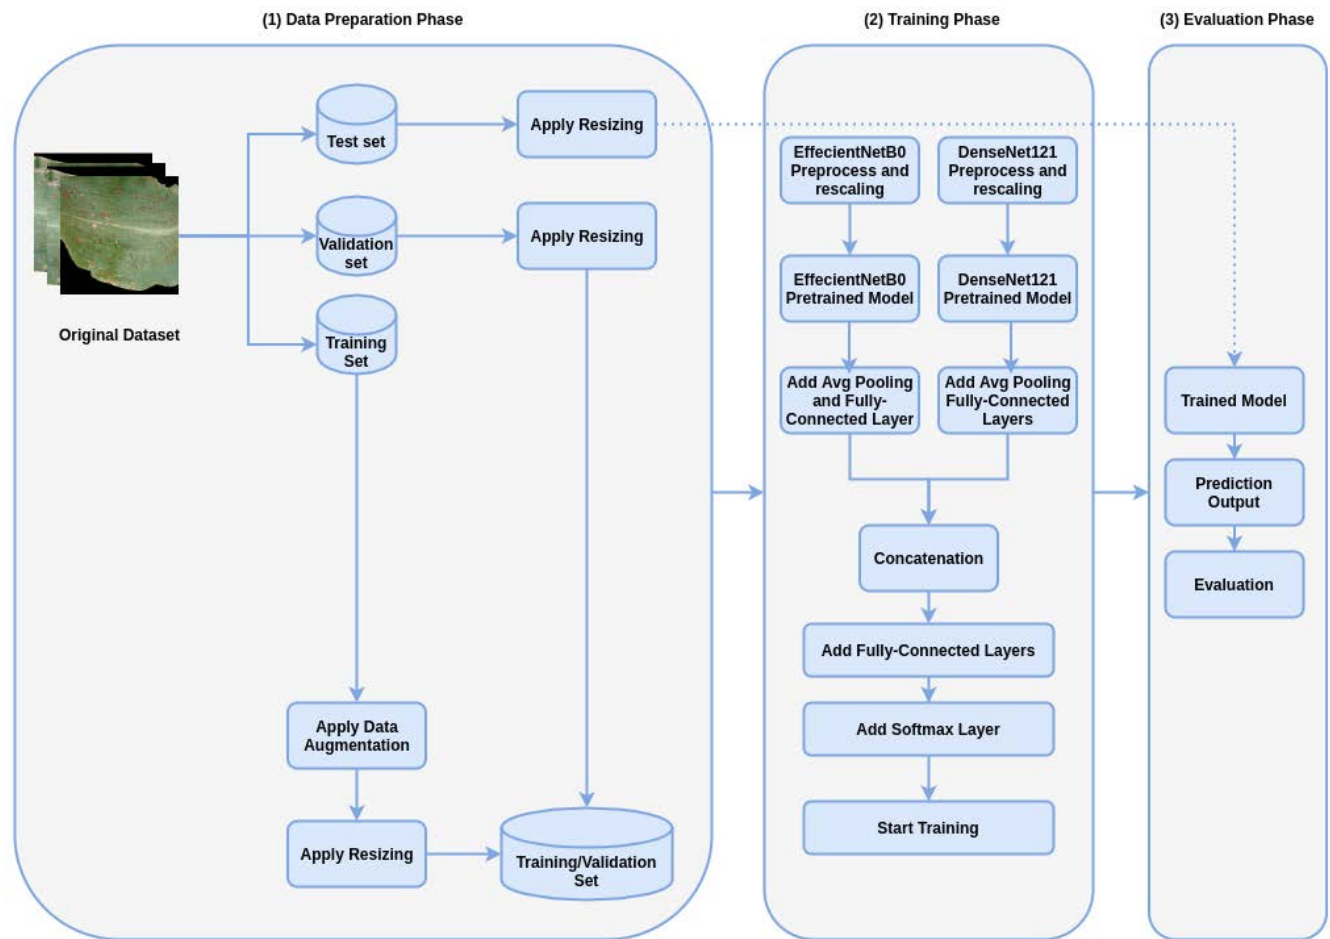 (1) Data Preparation Phase
(2) Training Phase
(3) Evaluation Phase
Test set
Apply Resizing
Validation
set
Apply Resizing
Original Dataset
Training
Set
Apply Data
Augmentation
Apply Resizing
Training/Validation
Set
EffecientNetB0
Preprocess and
rescaling
DenseNet121
Preprocess and
rescaling
EffecientNetB0
Pretrained Model
DenseNet121
Pretrained Model
Add Avg Pooling
and Fully-
Connected Layer
Add Avg Pooling
Fully-Connected
Layers
Concatenation
Add Fully-Connected Layers
Add Softmax Layer
Start Training
Trained Model
Prediction
Output
Evaluation